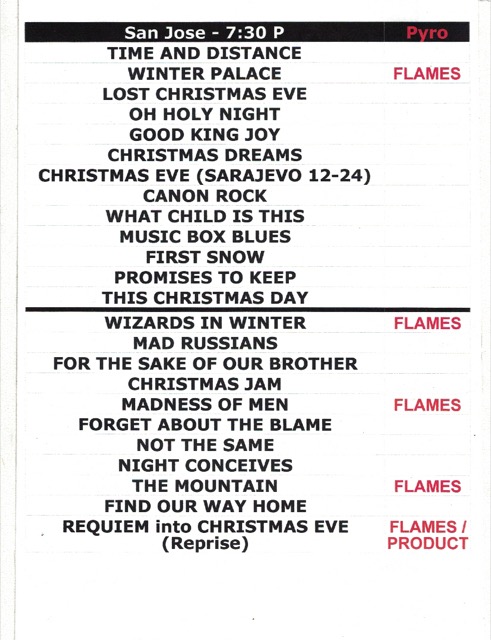 San Jose - 7:30 P Pyro
TIME AND DISTANCE
WINTER PALACE FLAMES
LOST CHRISTMAS EVE
OH HOLY NIGHT
GOOD KING JOY
CHRISTMAS DREAMS
CHRISTMAS EVE (SARAJEVO 12-24)
CANON ROCK
WHAT CHILD IS THIS
MUSIC BOX BLUES
FIRST SNOW
PROMISES TO KEEP
THIS CHRISTMAS DAY
WIZARDS IN WINTER FLAMES
MAD RUSSIANS
FOR THE SAKE OF OUR BROTHER
CHRISTMAS JAM
MADNESS OF MEN FLAMES
FORGET ABOUT THE BLAME
NOT THE SAME
NIGHT CONCEIVES
THE MOUNTAIN FLAMES
FIND OUR WAY HOME
REQUIEM into CHRISTMAS EVE FLAMES /
(Reprise) PRODUCT